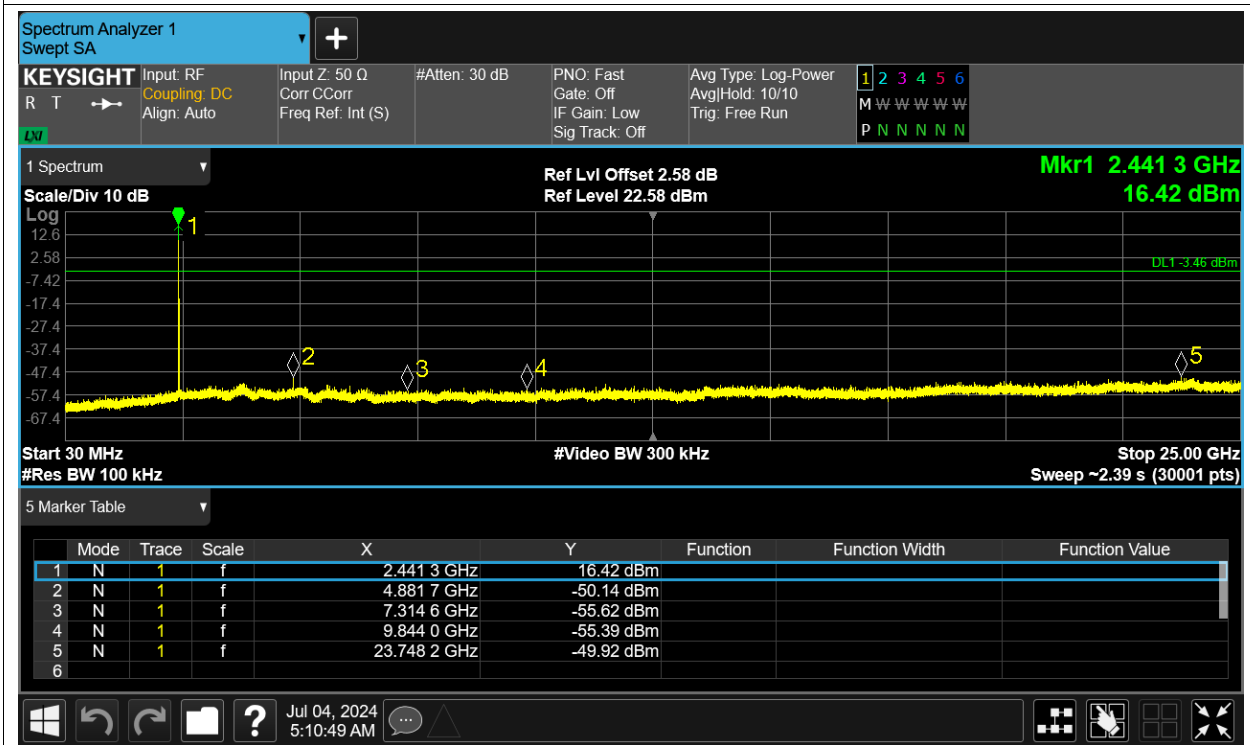 Spectrum Analyzer 1
Swept SA
+
KEYSIGHT
R T
LXI
Input: RF
Coupling: DC
Align: Auto
Input Z: 50 Ω
Corr CCorr
Freq Ref: Int (S)
#Atten: 30 dB
PNO: Fast
Gate: Off
IF Gain: Low
Sig Track: Off
Avg Type: Log-Power
Avg|Hold: 10/10
Trig: Free Run
1 2 3 4 5 6
M W W W W W
P N N N N N
1 Spectrum
Scale/Div 10 dB
Ref Lvl Offset 2.58 dB
Ref Level 22.58 dBm
Mkr1 2.441 3 GHz
16.42 dBm
Log
12.6
2.58
-7.42
-17.4
-27.4
-37.4
-47.4
-57.4
-67.4
1
DL1 -3.46 dBm
2
3
4
5
Start 30 MHz
#Video BW 300 kHz
Stop 25.00 GHz
#Res BW 100 kHz
Sweep ~2.39 s (30001 pts)
5 Marker Table
Mode Trace Scale X Y Function Function Width Function Value
1 N 1 f 2.441 3 GHz 16.42 dBm
2 N 1 f 4.881 7 GHz -50.14 dBm
3 N 1 f 7.314 6 GHz -55.62 dBm
4 N 1 f 9.844 0 GHz -55.39 dBm
5 N 1 f 23.748 2 GHz -49.92 dBm
6
?
Jul 04, 2024
5:10:49 AM